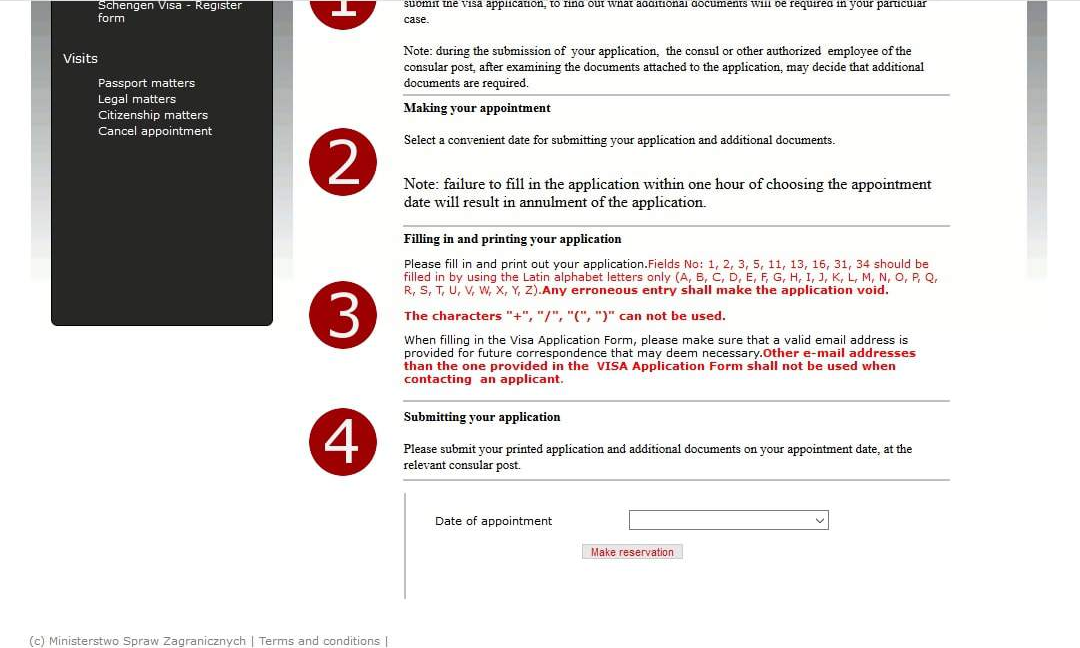 Schengen Visa - Register
form
Visits
Passport matters
Legal matters
Citizenship matters
Cancel appointment
1
submit the visa application, to find out what additional documents will be required in your particular
case.
Note: during the submission of your application, the consul or other authorized employee of the
consular post, after examining the documents attached to the application, may decide that additional
documents are required.
2
Making your appointment
Select a convenient date for submitting your application and additional documents.
Note: failure to fill in the application within one hour of choosing the appointment
date will result in annulment of the application.
3
Filling in and printing your application
Please fill in and print out your application.Fields No: 1, 2, 3, 5, 11, 13, 16, 31, 34 should be
filled in by using the Latin alphabet letters only (A, B, C, D, E, F, G, H, I, J, K, L, M, N, O, P, Q,
R, S, T, U, V, W, X, Y, Z).Any erroneous entry shall make the application void.
The characters "+", "/", "(", ")" can not be used.
When filling in the Visa Application Form, please make sure that a valid email address is
provided for future correspondence that may deem necessary.Other e-mail addresses
than the one provided in the VISA Application Form shall not be used when
contacting an applicant.
4
Submitting your application
Please submit your printed application and additional documents on your appointment date, at the
relevant consular post.
Date of appointment
Make reservation
(c) Ministerstwo Spraw Zagranicznych | Terms and conditions |